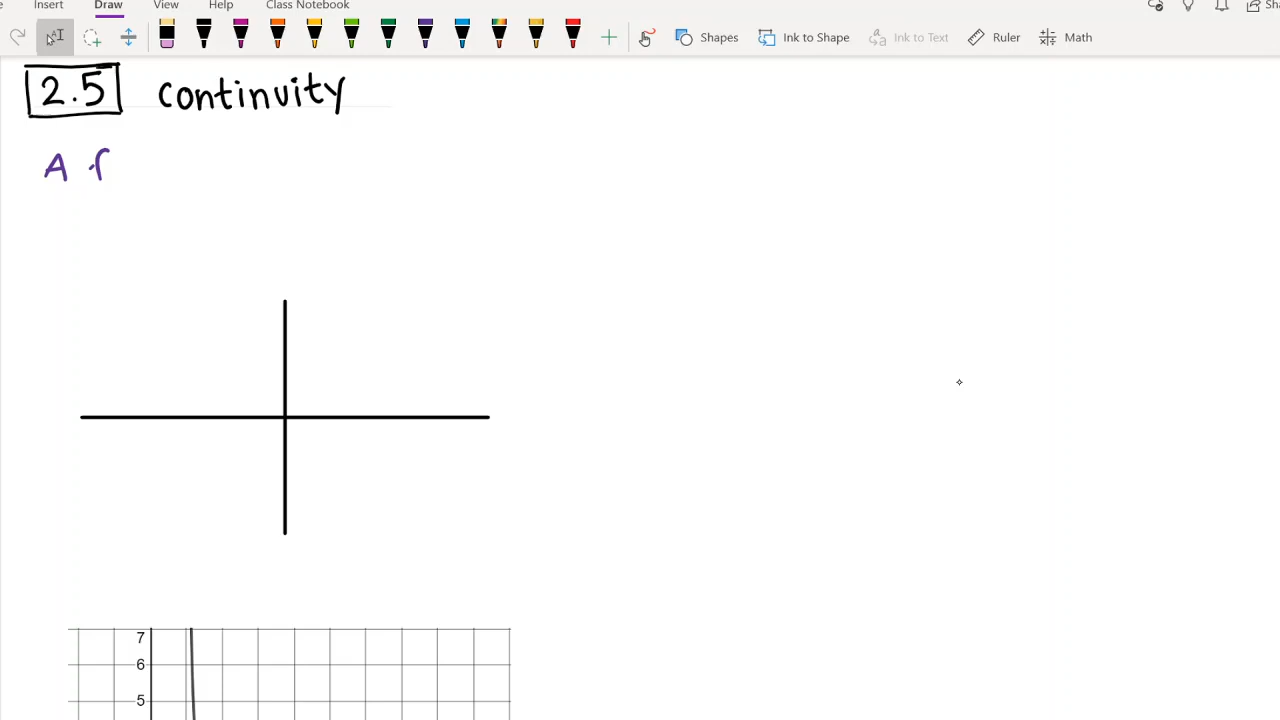 Insert Draw View Help Class Notebook Sha
Shapes Ink to Shape Ink to Text Ruler Math
2.5 continuity
A f
7
6
5